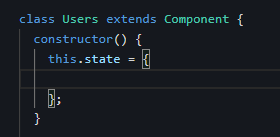 class Users extends Component {
constructor() {
this.state = {
};
}